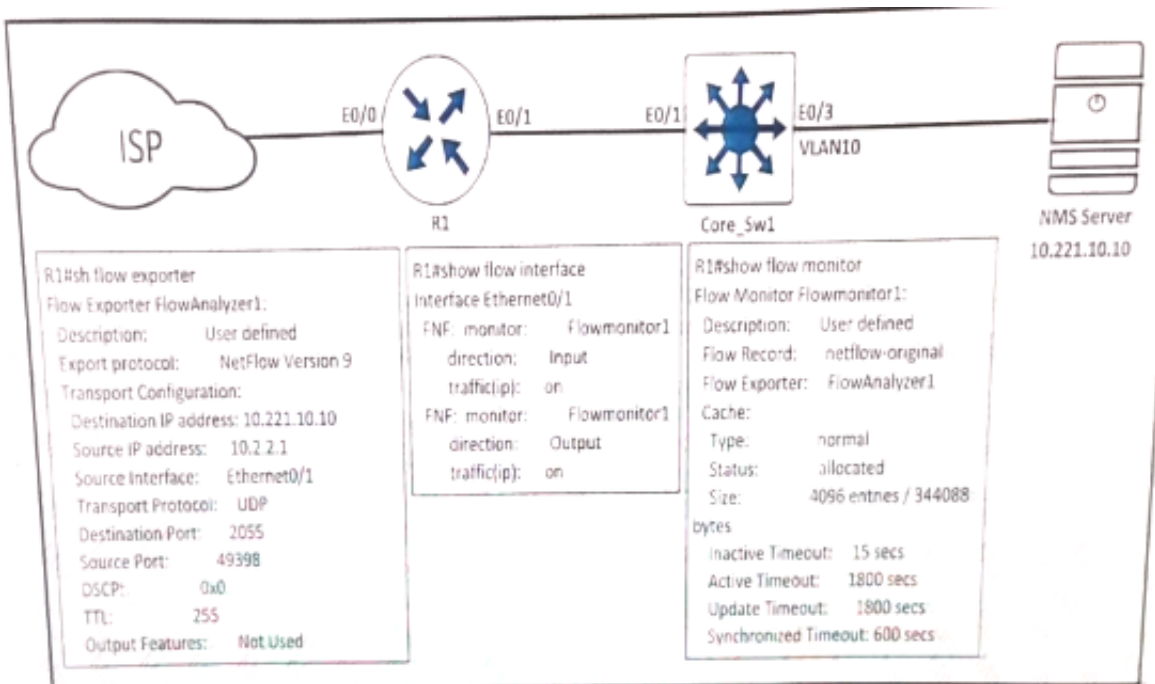 ISP
E0/0
E0/1
E0/1
E0/3
VLAN10
R1
Core_Sw1
NMS Server
10.221.10.10
R1#sh flow exporter
Flow Exporter FlowAnalyzer1:
Description: User defined
Export protocol: NetFlow Version 9
Transport Configuration:
Destination IP address: 10.221.10.10
Source IP address: 10.2.2.1
Source Interface: Ethernet0/1
Transport Protocol: UDP
Destination Port: 2055
Source Port: 49398
DSCP: 0x0
TTL: 255
Output Features: Not Used
R1#show flow interface
Interface Ethernet0/1
FNF: monitor: Flowmonitor1
direction: Input
traffic(ip): on
FNF: monitor: Flowmonitor1
direction: Output
traffic(ip): on
R1#show flow monitor
Flow Monitor Flowmonitor1:
Description: User defined
Flow Record: netflow-original
Flow Exporter: FlowAnalyzer1
Cache:
Type: normal
Status: allocated
Size: 4096 entries / 344088
bytes
Inactive Timeout: 15 secs
Active Timeout: 1800 secs
Update Timeout: 1800 secs
Synchronized Timeout: 600 secs